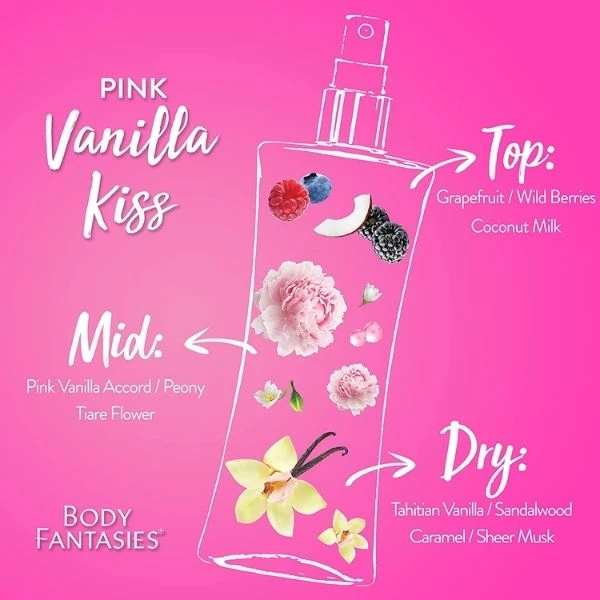 PINK
Vanilla
Kiss
Top:
Grapefruit / Wild Berries
Coconut Milk
Mid:
Pink Vanilla Accord / Peony
Tiare Flower
Dry:
Tahitian Vanilla / Sandalwood
Caramel / Sheer Musk
BODY
FANTASIES®